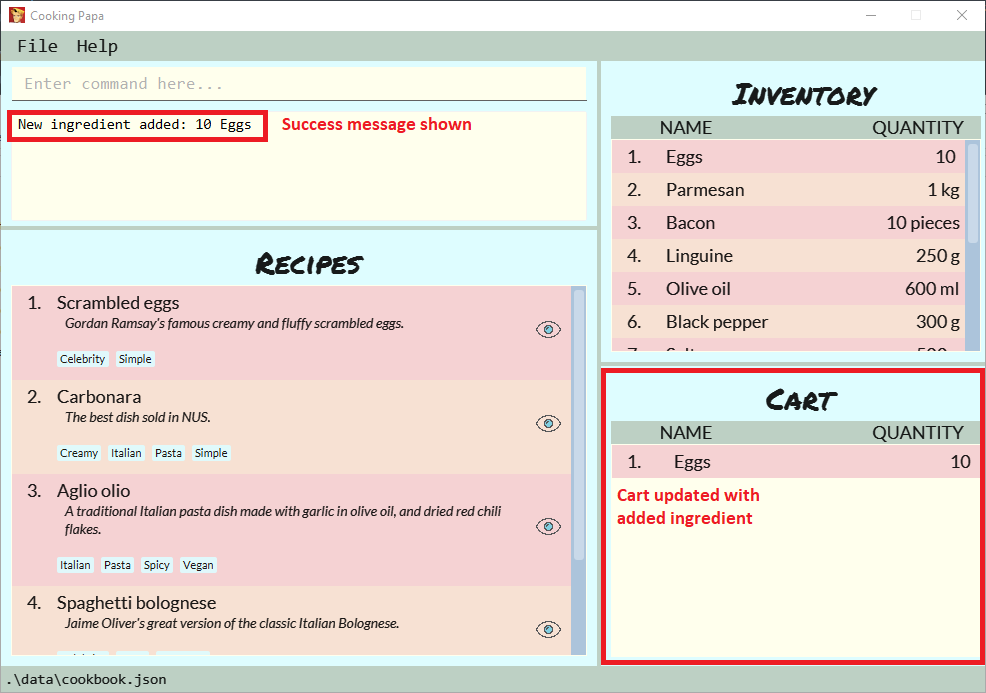 Cooking Papa
File Help
Enter command here...
New ingredient added: 10 Eggs
Success message shown
Recipes
1. Scrambled eggs
Gordan Ramsay's famous creamy and fluffy scrambled eggs.
Celebrity Simple
2. Carbonara
The best dish sold in NUS.
Creamy Italian Pasta Simple
3. Aglio olio
A traditional Italian pasta dish made with garlic in olive oil, and dried red chili
flakes.
Italian Pasta Spicy Vegan
4. Spaghetti bolognese
Jaime Oliver's great version of the classic Italian Bolognese.
Inventory
NAME QUANTITY
1. Eggs 10
2. Parmesan 1 kg
3. Bacon 10 pieces
4. Linguine 250 g
5. Olive oil 600 ml
6. Black pepper 300 g
Cart
NAME QUANTITY
1. Eggs 10
Cart updated with
added ingredient
.\data\cookbook.json